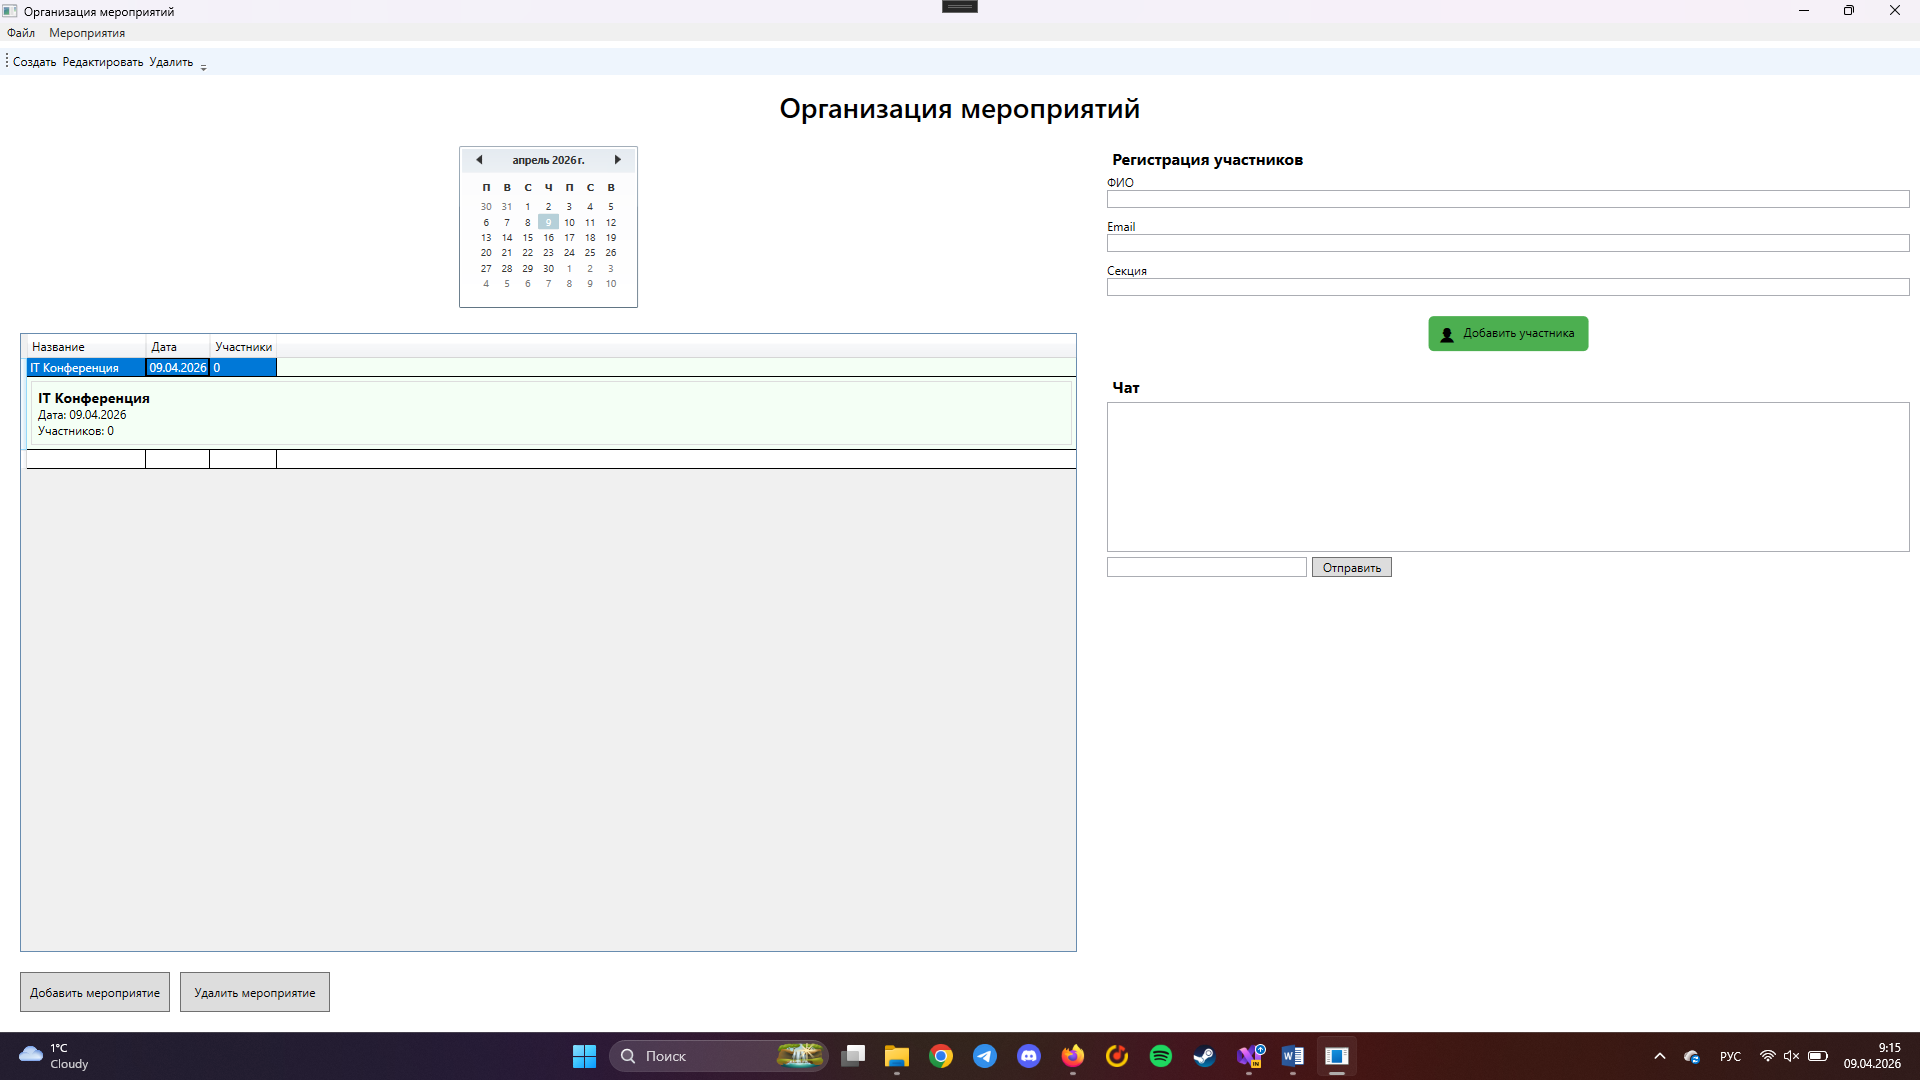 Организация мероприятий
Файл Мероприятия
Создать Редактировать Удалить
Организация мероприятий
апрель 2026 г.
П В С Ч П С В
30 31 1 2 3 4 5
6 7 8 9 10 11 12
13 14 15 16 17 18 19
20 21 22 23 24 25 26
27 28 29 30 1 2 3
4 5 6 7 8 9 10
Название Дата Участники
IT Конференция 09.04.2026 0
IT Конференция
Дата: 09.04.2026
Участников: 0
Добавить мероприятие Удалить мероприятие
Регистрация участников
ФИО
Email
Секция
Добавить участника
Чат
Отправить
1°C
Cloudy
Поиск
РУС
9:15
09.04.2026